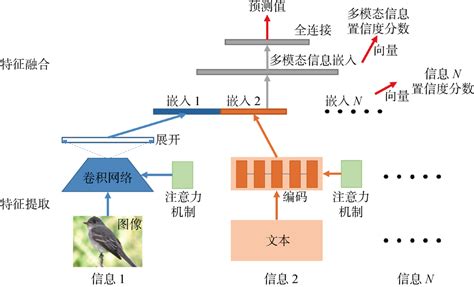 预测值
全连接
多模态信息
置信度分数
向量
特征融合
多模态信息嵌入
信息 N
置信度分数
向量
嵌入 1
嵌入 2
嵌入 N
展开
卷积网络
注意力
机制
编码
注意力
机制
特征提取
图像
文本
信息 1
信息 2
信息 N